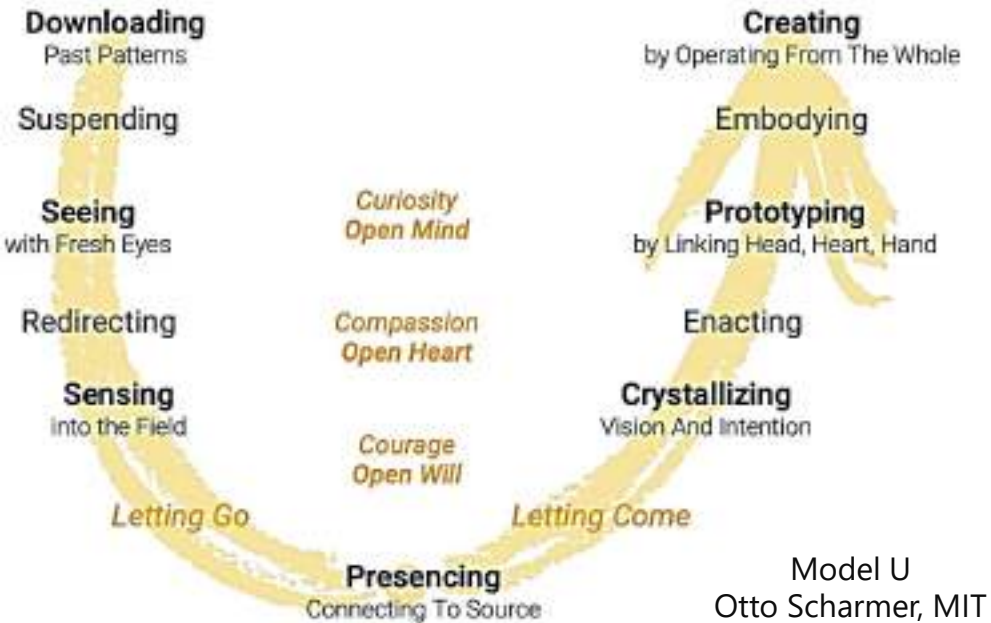 Downloading
Past Patterns
Suspending
Seeing
with Fresh Eyes
Redirecting
Sensing
into the Field
Letting Go
Presencing
Connecting To Source
Letting Come
Crystallizing
Vision And Intention
Enacting
Prototyping
by Linking Head, Heart, Hand
Embodying
Creating
by Operating From The Whole
Curiosity
Open Mind
Compassion
Open Heart
Courage
Open Will
Model U
Otto Scharmer, MIT